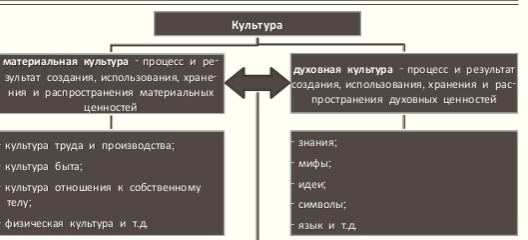 Культура
материальная культура - процесс и ре-
зультат создания, использования, хране-
ния и распространения материальных
ценностей
духовная культура - процесс и результат
создания, использования, хранения и рас-
пространения духовных ценностей
- культура труда и производства;
- культура быта;
- культура отношения к собственному
телу;
- физическая культура и т.д.
- знания;
- мифы;
- идеи;
- символы;
- язык и т.д.